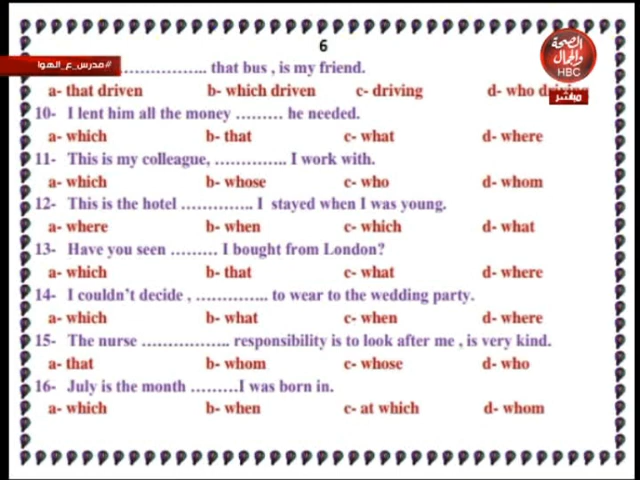 6
#مدرس_ع_الهوا
الصحة
والجمال
HBC
مباشر
.................. that bus , is my friend.
a- that driven b- which driven c- driving d- who driving
10- I lent him all the money ......... he needed.
a- which b- that c- what d- where
11- This is my colleague, .............. I work with.
a- which b- whose c- who d- whom
12- This is the hotel .............. I stayed when I was young.
a- where b- when c- which d- what
13- Have you seen ......... I bought from London?
a- which b- that c- what d- where
14- I couldn't decide , .............. to wear to the wedding party.
a- which b- what c- when d- where
15- The nurse ................. responsibility is to look after me , is very kind.
a- that b- whom c- whose d- who
16- July is the month .........I was born in.
a- which b- when c- at which d- whom